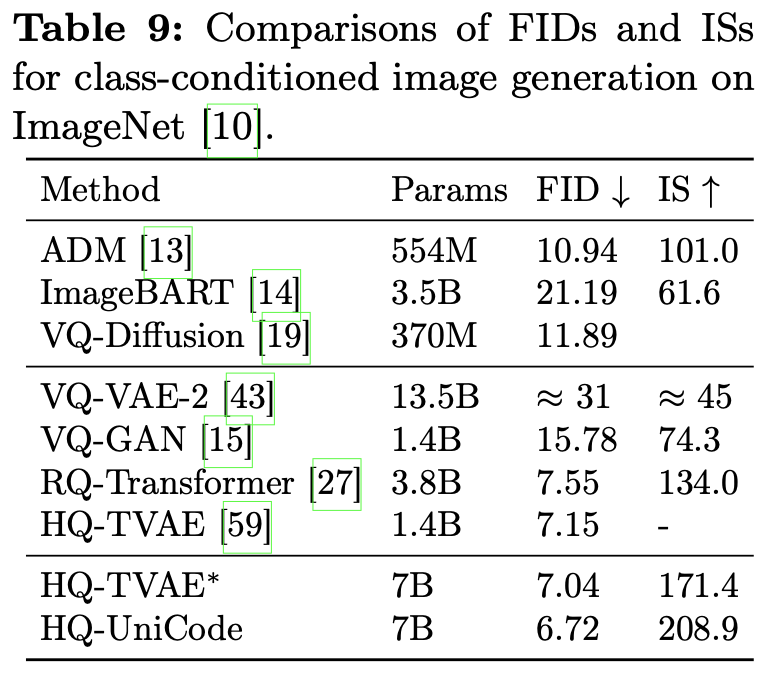 Table 9: Comparisons of FIDs and ISs
for class-conditioned image generation on
ImageNet [10].
Method Params FID ↓ IS ↑
ADM [13] 554M 10.94 101.0
ImageBART [14] 3.5B 21.19 61.6
VQ-Diffusion [19] 370M 11.89
VQ-VAE-2 [43] 13.5B ≈ 31 ≈ 45
VQ-GAN [15] 1.4B 15.78 74.3
RQ-Transformer [27] 3.8B 7.55 134.0
HQ-TVAE [59] 1.4B 7.15 -
HQ-TVAE* 7B 7.04 171.4
HQ-UniCode 7B 6.72 208.9